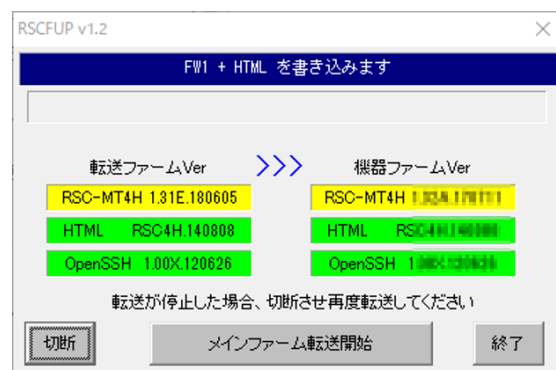 RSCFUP v1.2
FW1 + HTML を書き込みます
転送ファームVer >>> 機器ファームVer
RSC-MT4H 1.31E.180605 RSC-MT4H
HTML RSC4H.140808 HTML
OpenSSH 1.00X.120626 OpenSSH
転送が停止した場合、切断させ再度転送してください
切断 メインファーム転送開始 終了